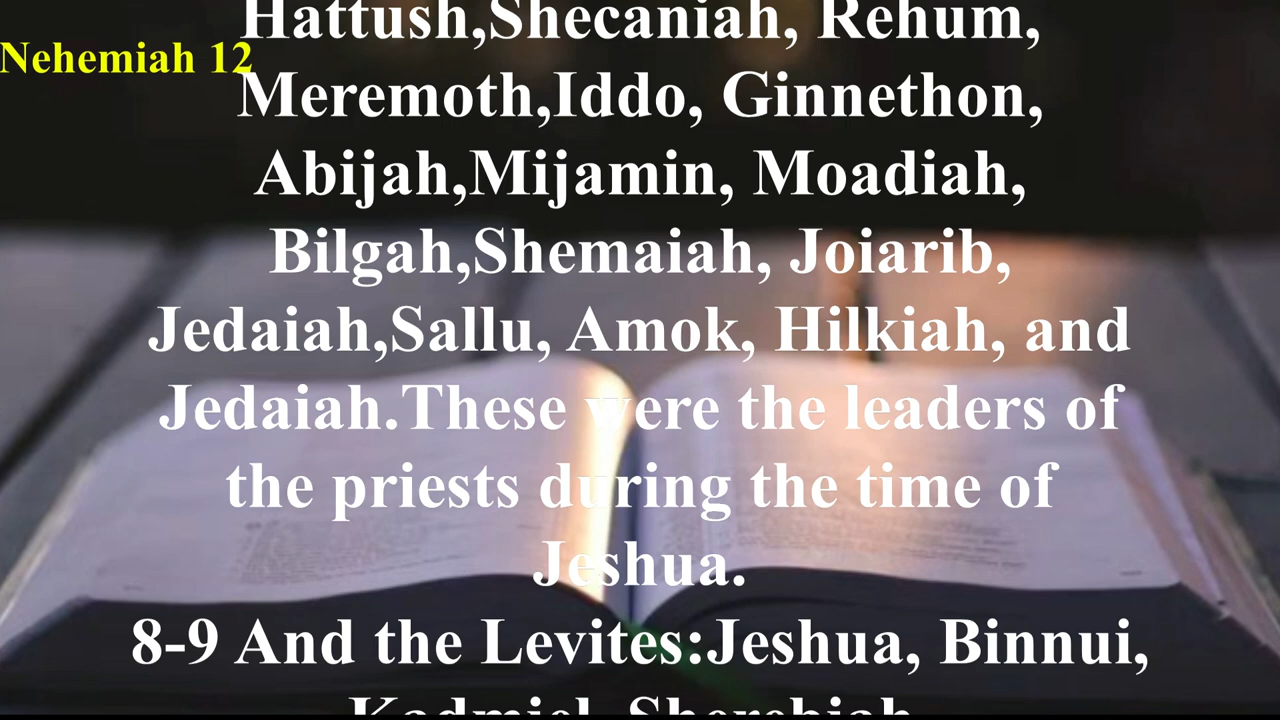 Hattush,Shecaniah, Rehum,
Nehemiah 12
Meremoth,Iddo, Ginnethon,
Abijah,Mijamin, Moadiah,
Bilgah,Shemaiah, Joiarib,
Jedaiah,Sallu, Amok, Hilkiah, and
Jedaiah.These were the leaders of
the priests during the time of
Jeshua.
8-9 And the Levites:Jeshua, Binnui,
Kadmiel, Sherebiah,